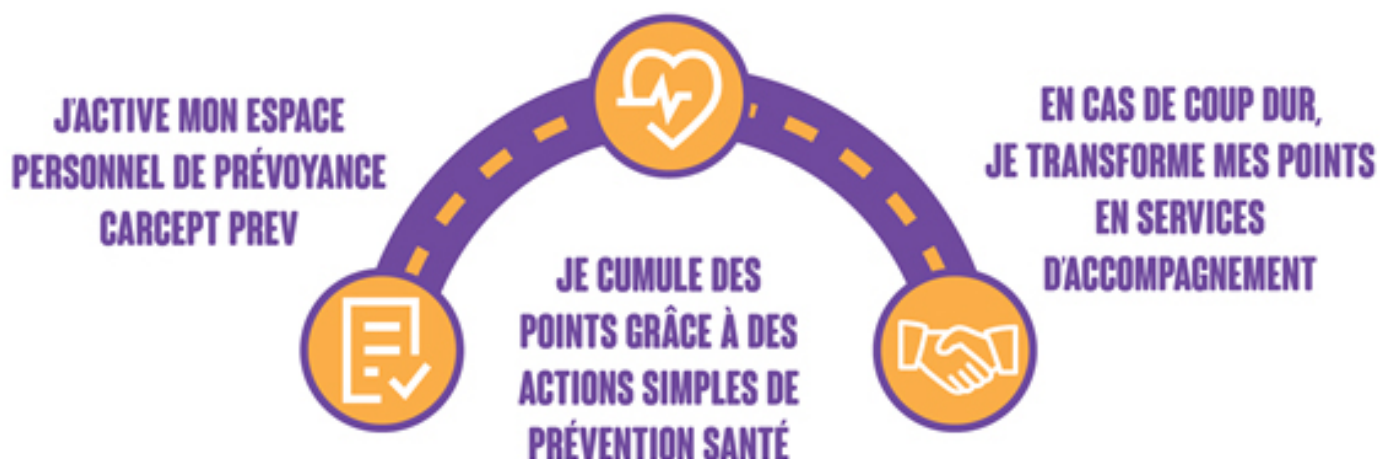 J'ACTIVE MON ESPACE
PERSONNEL DE PRÉVOYANCE
CARCEPT PREV
JE CUMULE DES
POINTS GRÂCE À DES
ACTIONS SIMPLES DE
PRÉVENTION SANTÉ
EN CAS DE COUP DUR,
JE TRANSFORME MES POINTS
EN SERVICES
D'ACCOMPAGNEMENT